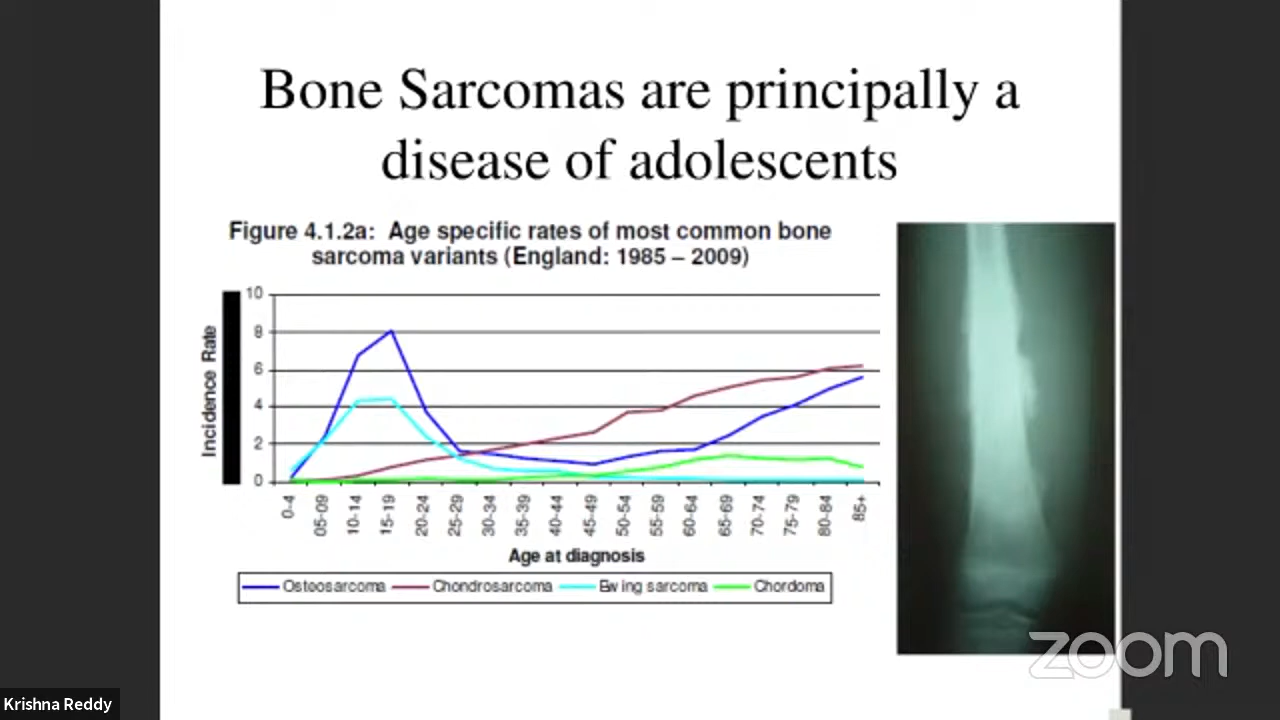 Bone Sarcomas are principally a
disease of adolescents
Figure 4.1.2a: Age specific rates of most common bone
sarcoma variants (England: 1985 – 2009)
Incidence Rate
10
8
6
4
2
0
0-4
05-09
10-14
15-19
20-24
25-29
30-34
35-39
40-44
45-49
50-54
55-59
60-64
65-69
70-74
75-79
80-84
85+
Age at diagnosis
Osteosarcoma Chondrosarcoma Ewing sarcoma Chordoma
zoom
Krishna Reddy